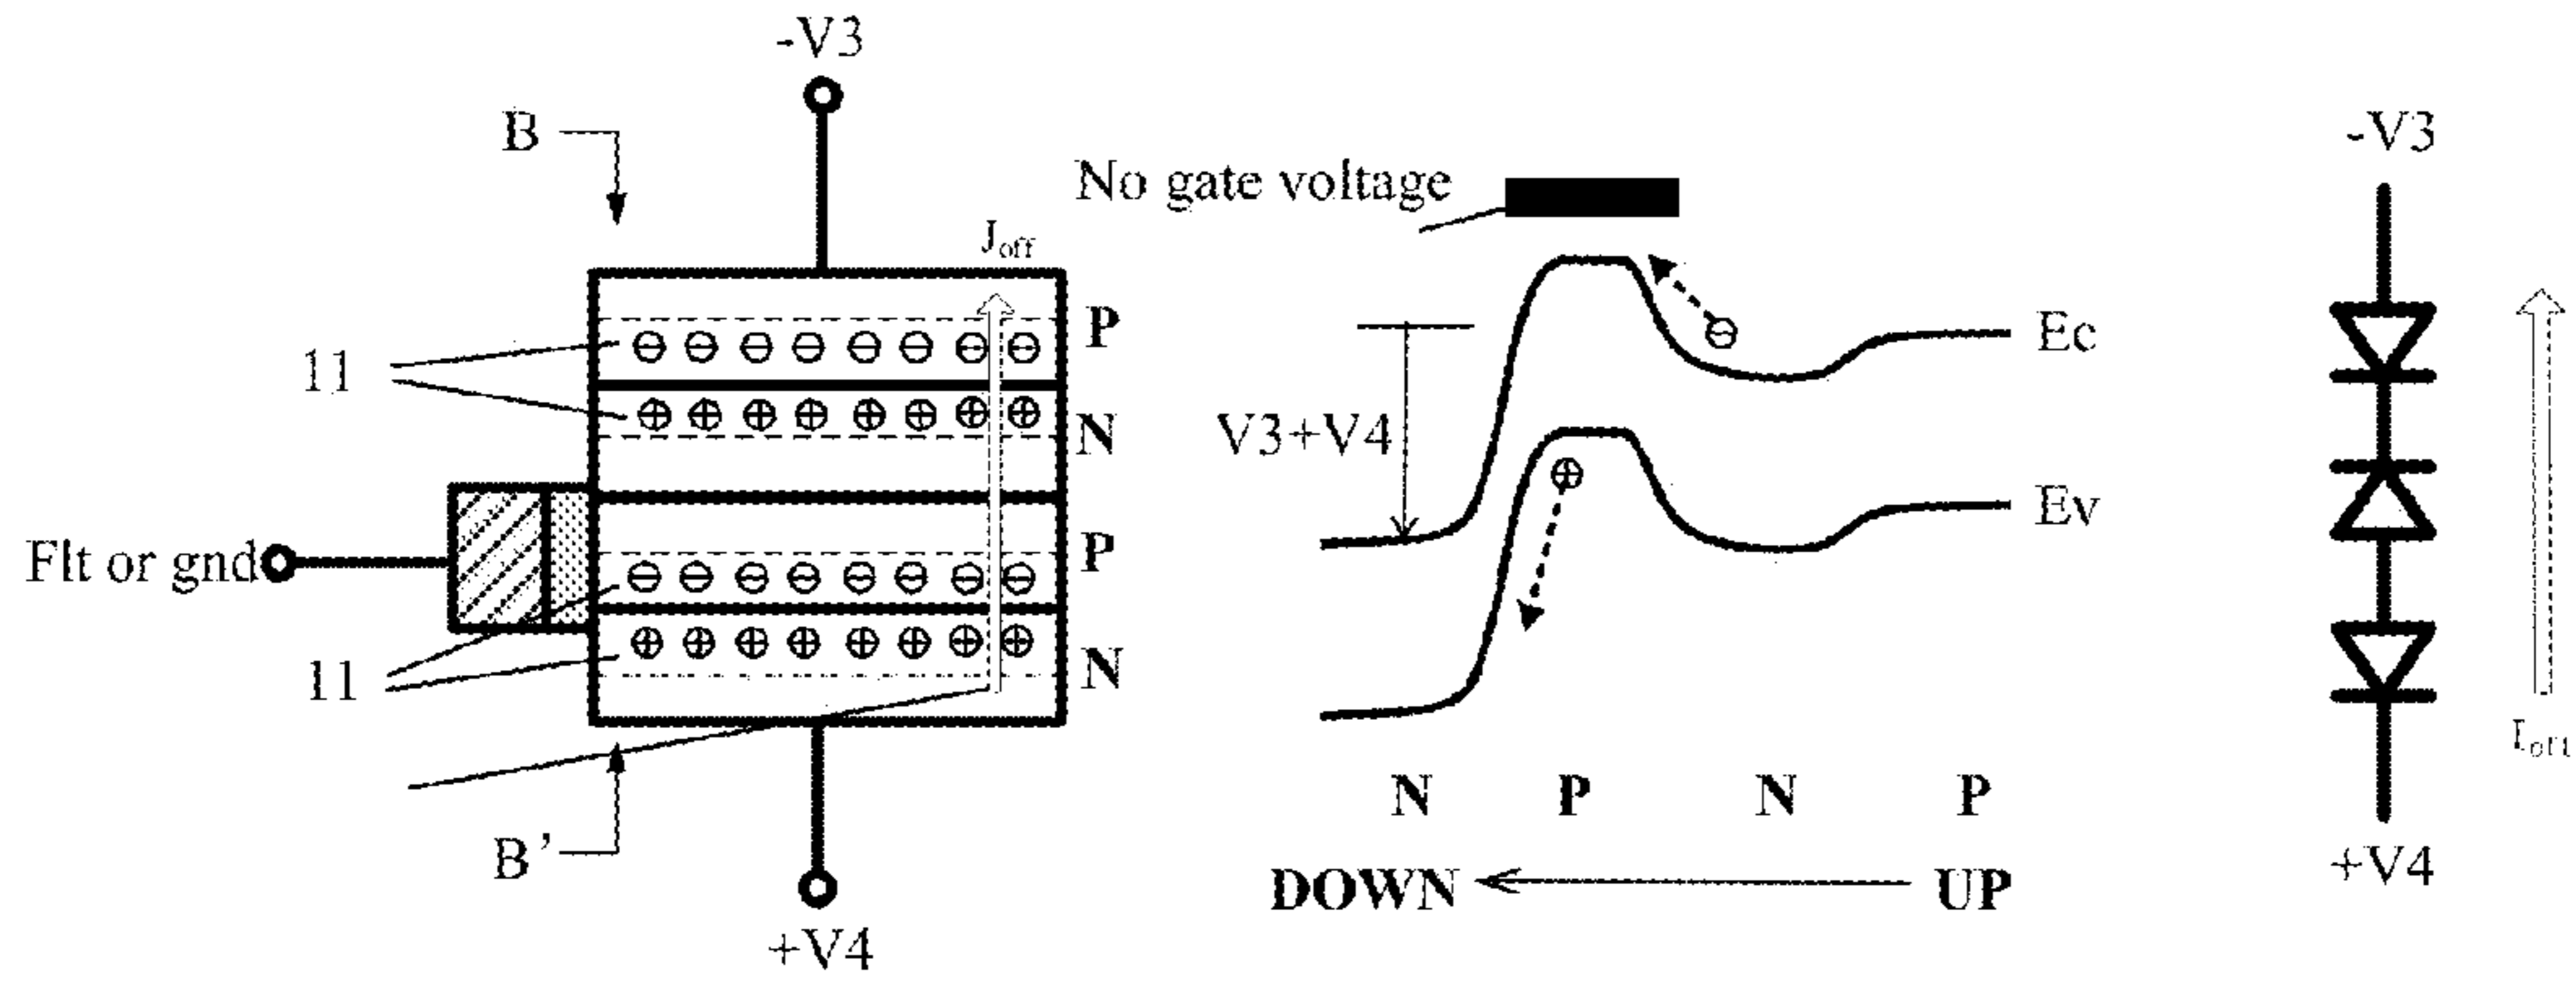 -V3
B
J_off
P
11
N
Flt or gnd
P
11
N
B’
+V4
No gate voltage
Ec
V3+V4
Ev
N P N P
DOWN UP
-V3
I_off
+V4